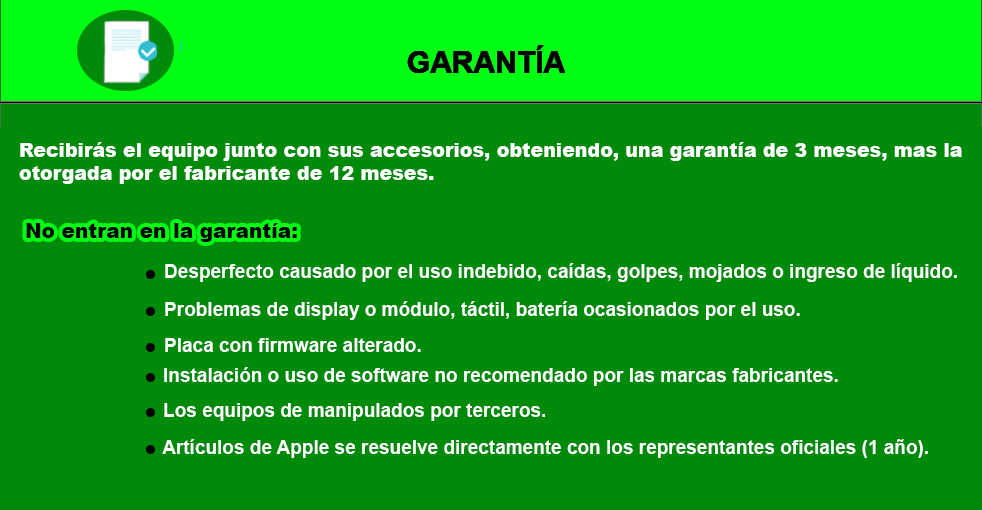 GARANTÍA
Recibirás el equipo junto con sus accesorios, obteniendo, una garantía de 3 meses, mas la
otorgada por el fabricante de 12 meses.
No entran en la garantía:
Desperfecto causado por el uso indebido, caídas, golpes, mojados o ingreso de líquido.
Problemas de display o módulo, táctil, batería ocasionados por el uso.
Placa con firmware alterado.
Instalación o uso de software no recomendado por las marcas fabricantes.
Los equipos de manipulados por terceros.
Artículos de Apple se resuelve directamente con los representantes oficiales (1 año).